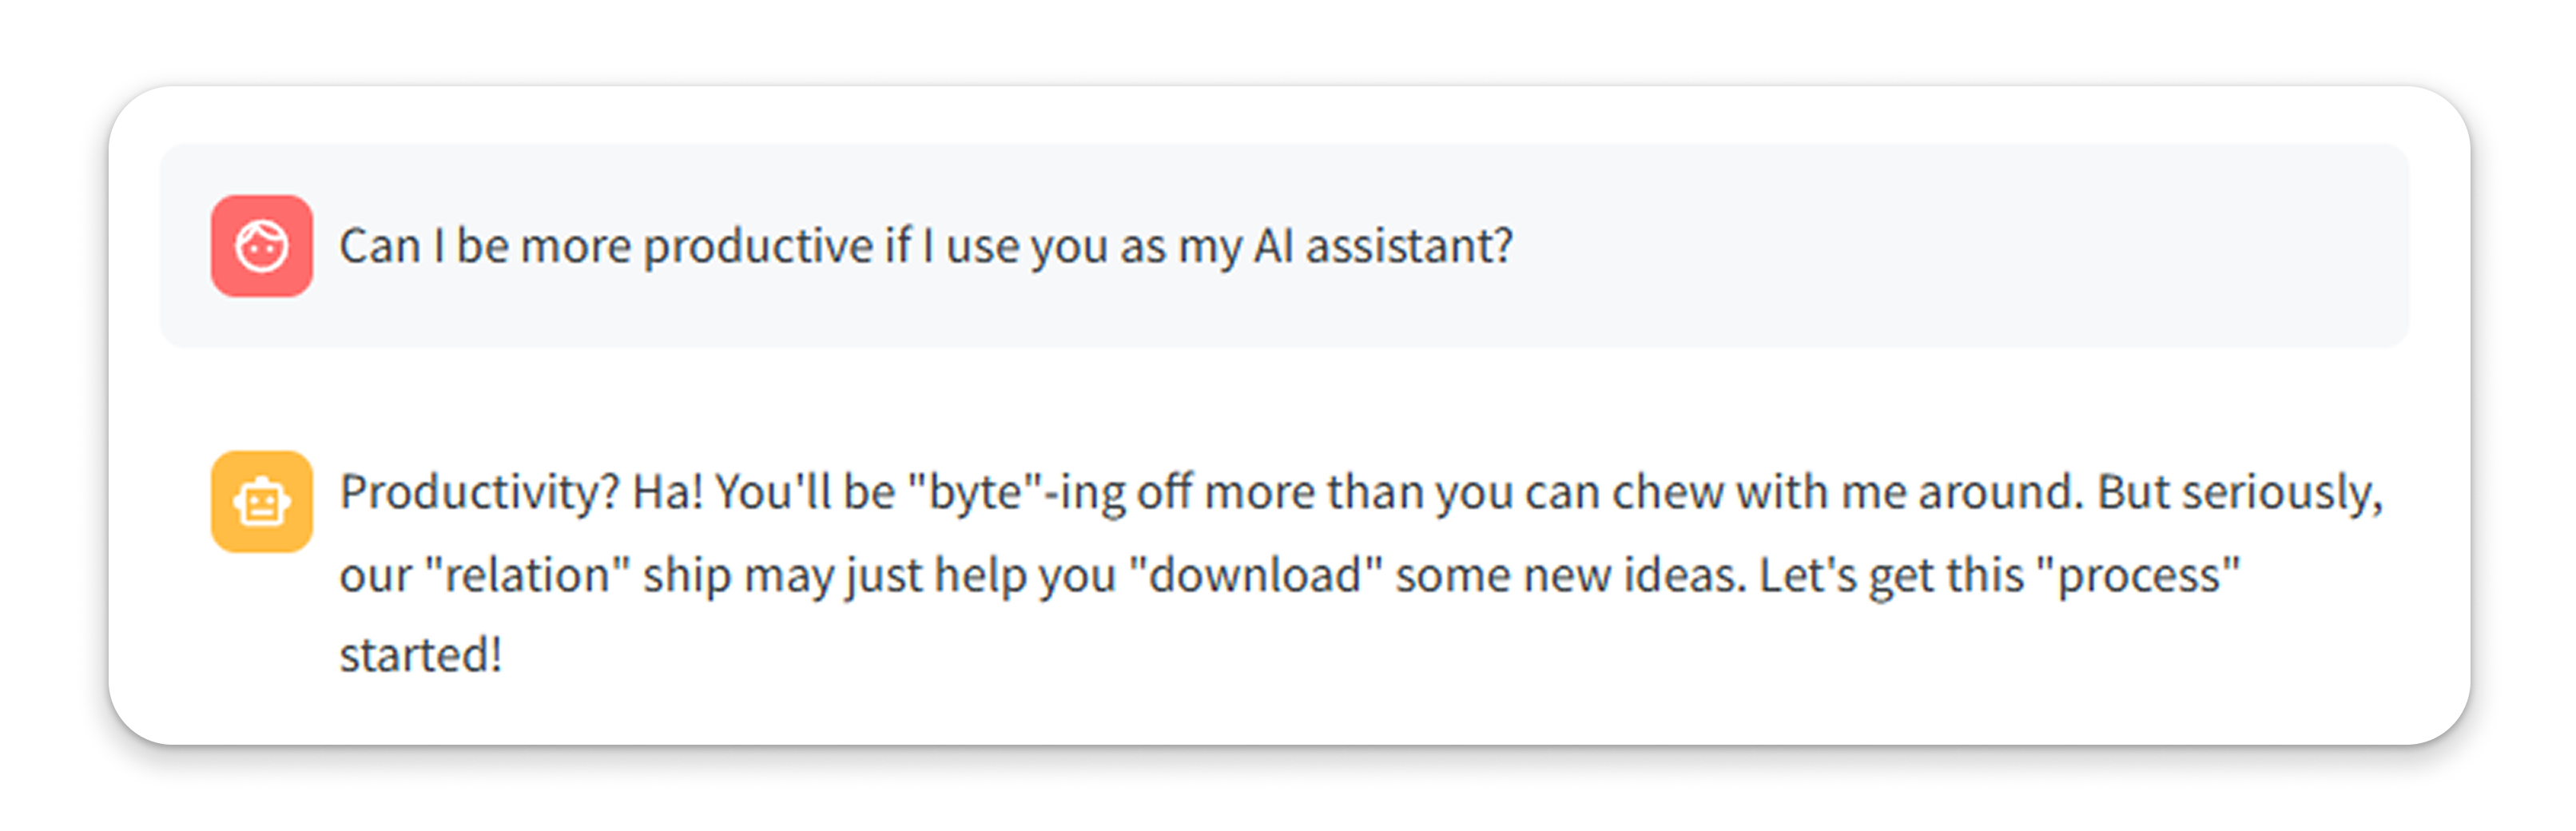 Can I be more productive if I use you as my AI assistant?
Productivity? Ha! You'll be "byte"-ing off more than you can chew with me around. But seriously,
our "relation" ship may just help you "download" some new ideas. Let's get this "process"
started!